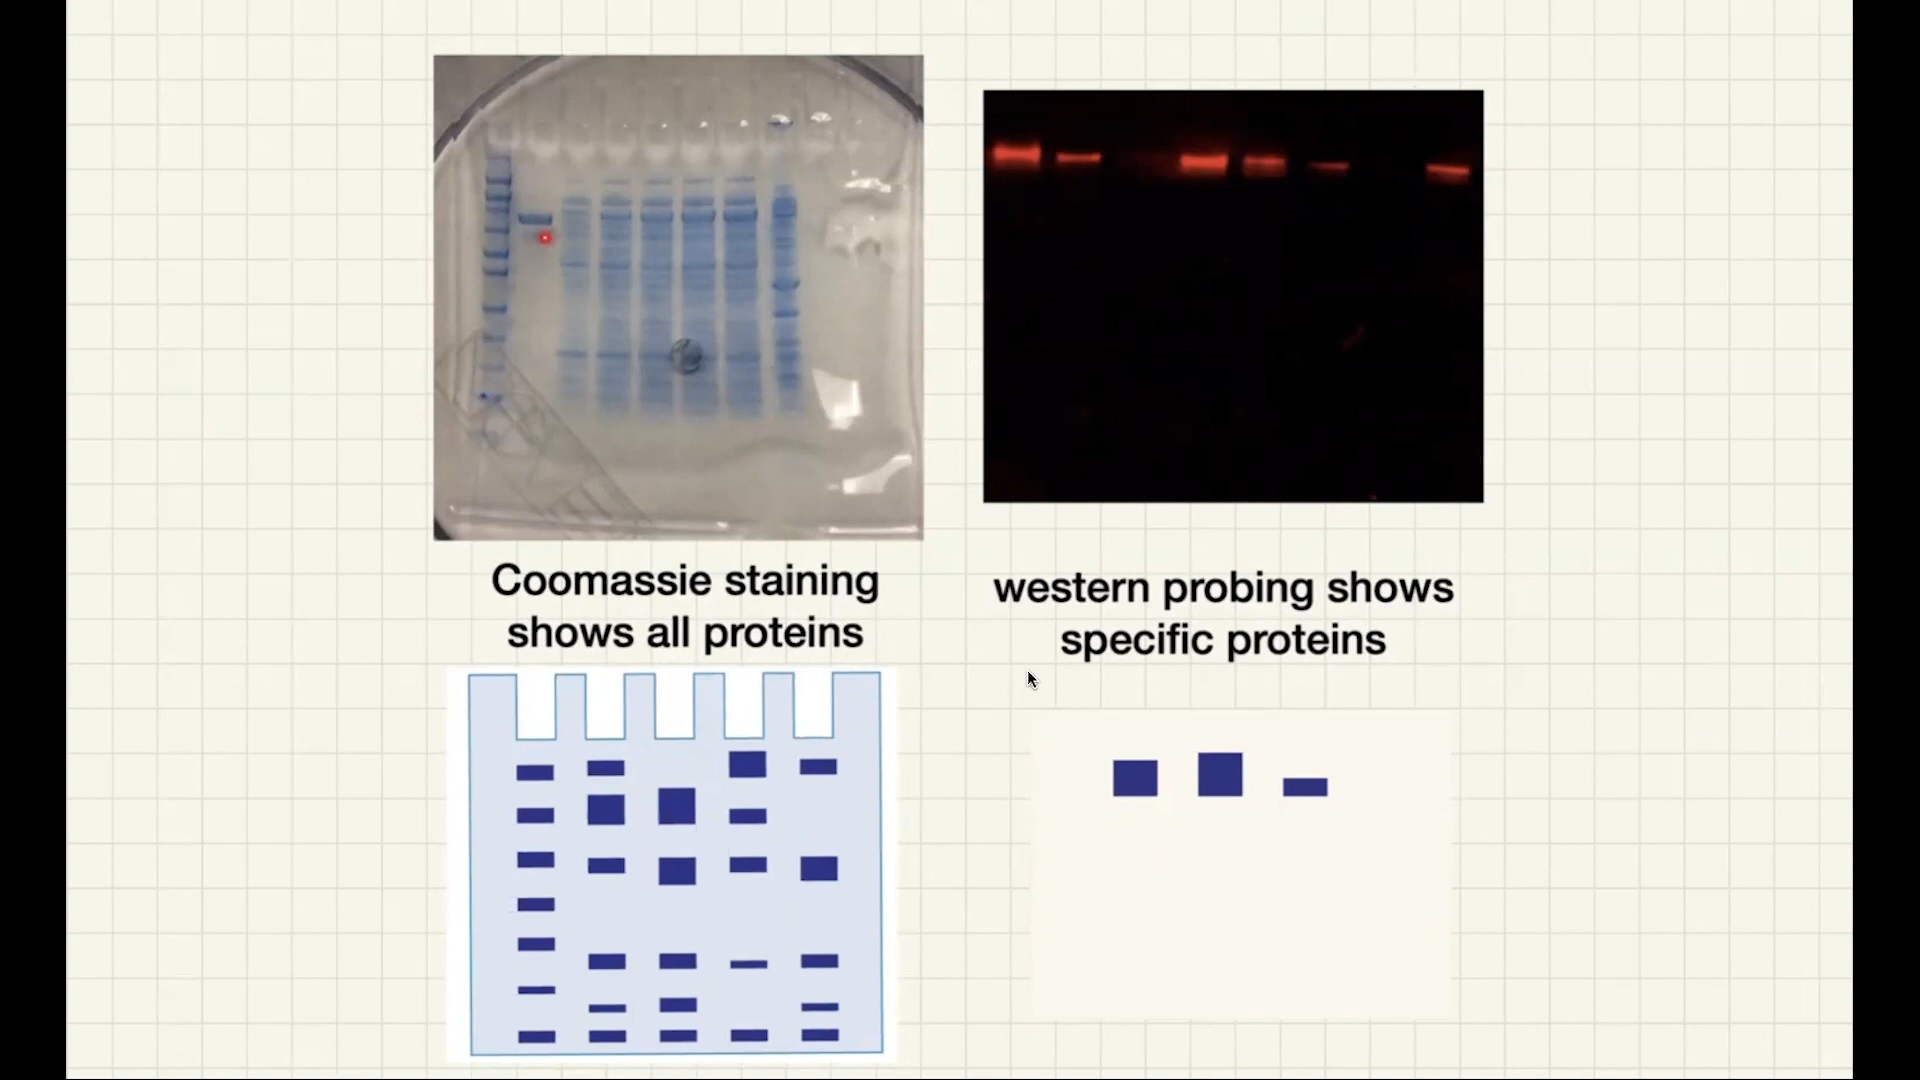 Coomassie staining
shows all proteins
western probing shows
specific proteins